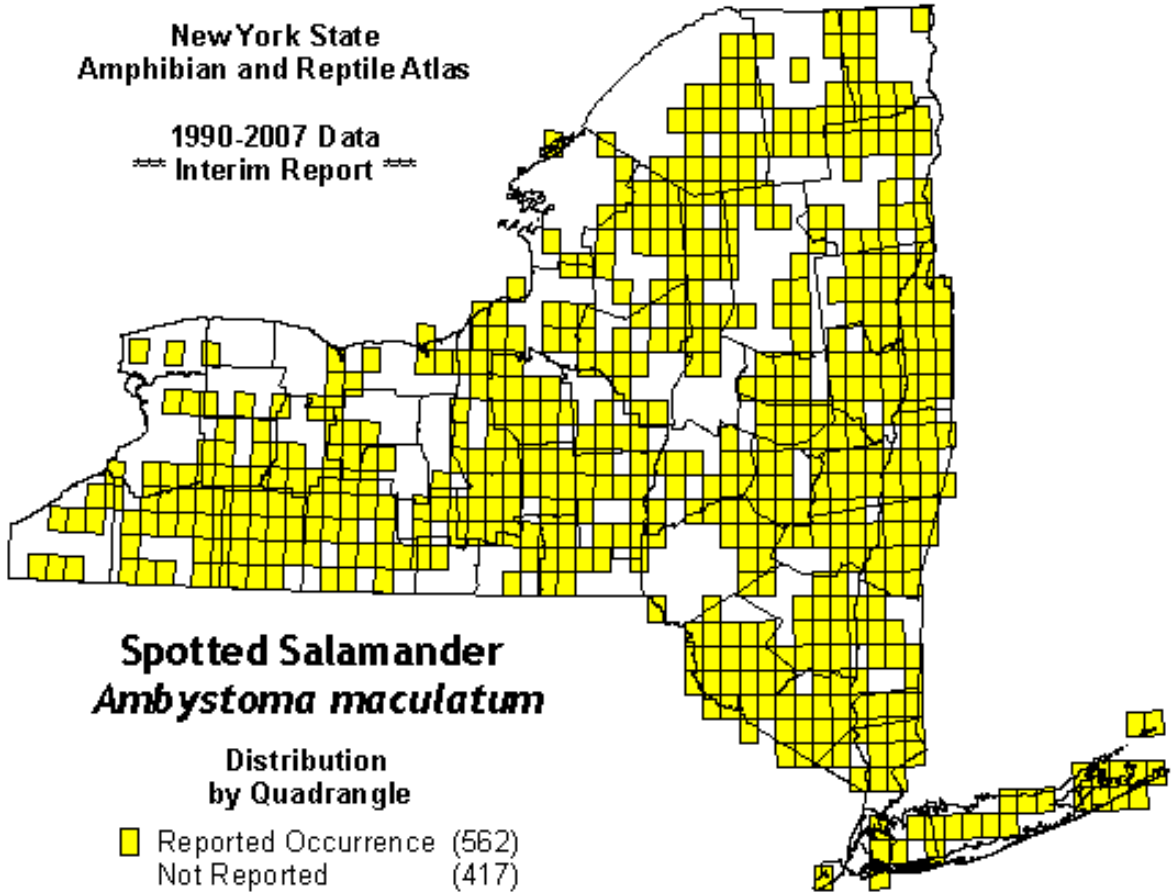 New York State
Amphibian and Reptile Atlas
1990-2007 Data
*** Interim Report ***
Spotted Salamander
Ambystoma maculatum
Distribution
by Quadrangle
Reported Occurrence (562)
Not Reported (417)